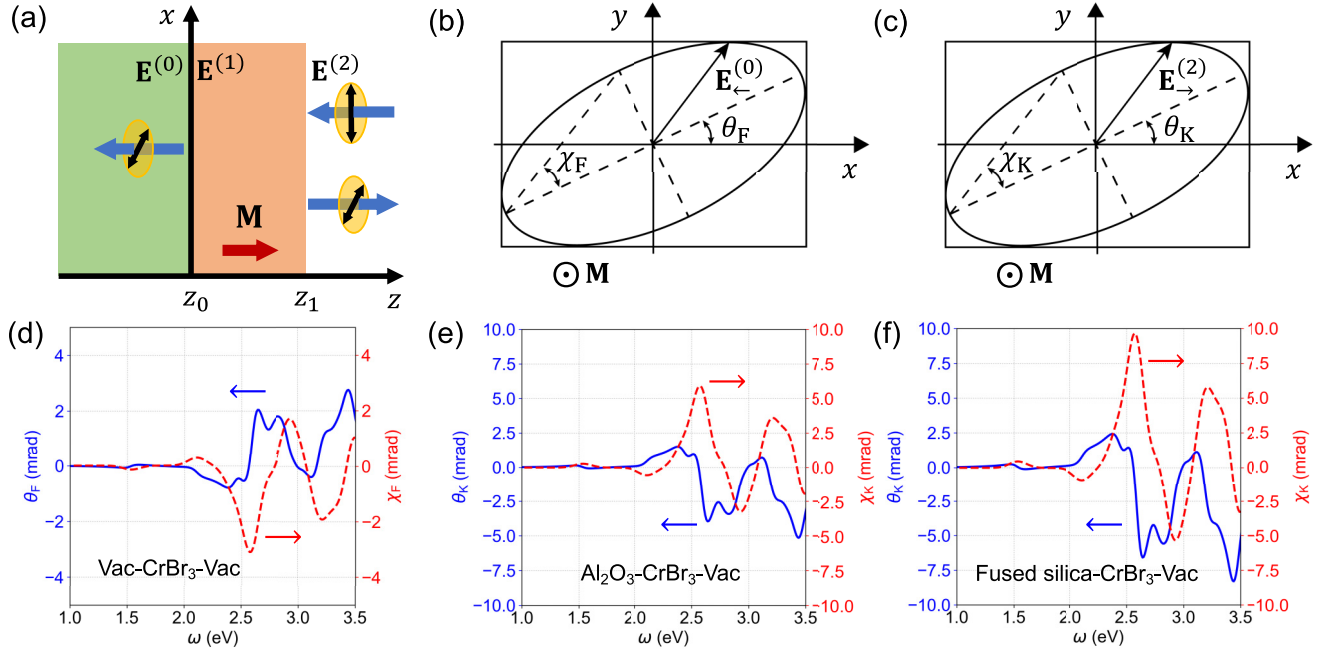 (a)
x
E⁽⁰⁾ E⁽¹⁾ E⁽²⁾
M
z₀ z₁ z
(b)
y
E←⁽⁰⁾
θF
χF
x
⊙ M
(c)
y
E→⁽²⁾
θK
χK
x
⊙ M
(d)
4
2
0
−2
−4
θF (mrad)
4
2
0
−2
−4
χF (mrad)
Vac-CrBr₃-Vac
1.0 1.5 2.0 2.5 3.0 3.5
ω (eV)
(e)
10.0
7.5
5.0
2.5
0.0
−2.5
−5.0
−7.5
−10.0
θK (mrad)
10.0
7.5
5.0
2.5
0.0
−2.5
−5.0
−7.5
−10.0
χK (mrad)
Al₂O₃-CrBr₃-Vac
1.0 1.5 2.0 2.5 3.0 3.5
ω (eV)
(f)
10.0
7.5
5.0
2.5
0.0
−2.5
−5.0
−7.5
−10.0
θK (mrad)
10.0
7.5
5.0
2.5
0.0
−2.5
−5.0
−7.5
−10.0
χK (mrad)
Fused silica-CrBr₃-Vac
1.0 1.5 2.0 2.5 3.0 3.5
ω (eV)